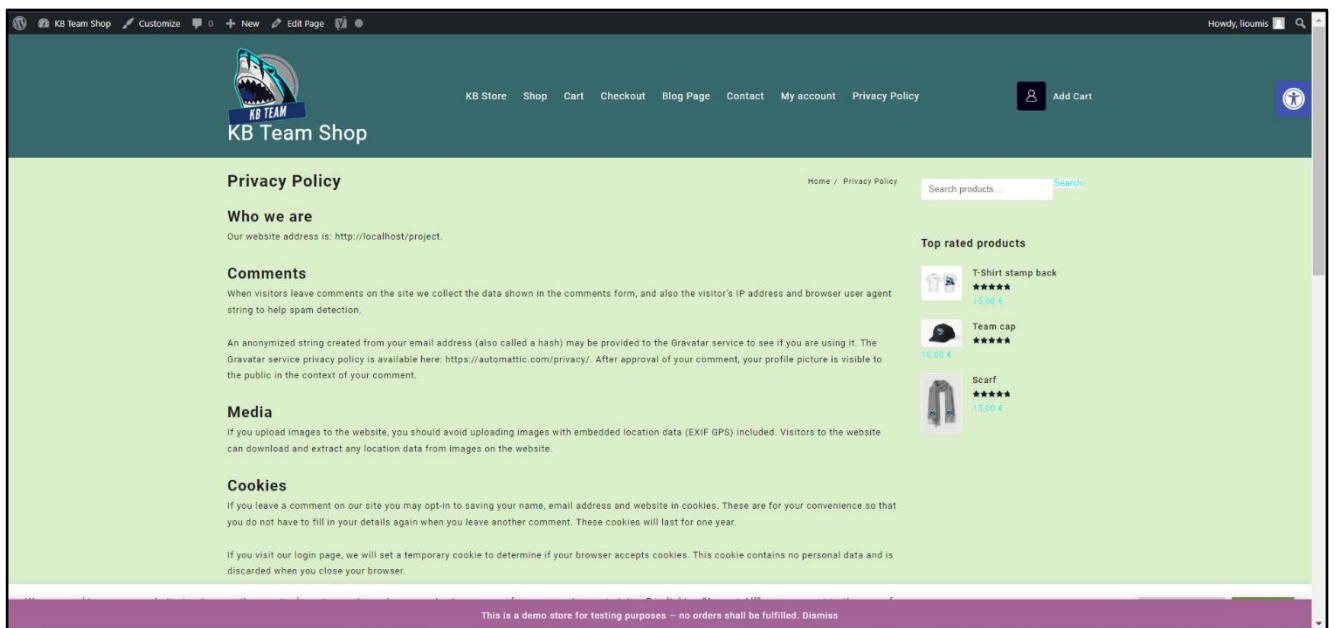 KB Team Shop Customize 0 New Edit Page Howdy, lioumis
KB TEAM
KB Team Shop
KB Store Shop Cart Checkout Blog Page Contact My account Privacy Policy
Add Cart
Privacy Policy
Home / Privacy Policy
Who we are
Our website address is: http://localhost/project.
Comments
When visitors leave comments on the site we collect the data shown in the comments form, and also the visitor's IP address and browser user agent
string to help spam detection.
An anonymized string created from your email address (also called a hash) may be provided to the Gravatar service to see if you are using it. The
Gravatar service privacy policy is available here: https://automattic.com/privacy/. After approval of your comment, your profile picture is visible to
the public in the context of your comment.
Media
If you upload images to the website, you should avoid uploading images with embedded location data (EXIF GPS) included. Visitors to the website
can download and extract any location data from images on the website.
Cookies
If you leave a comment on our site you may opt-in to saving your name, email address and website in cookies. These are for your convenience so that
you do not have to fill in your details again when you leave another comment. These cookies will last for one year.
If you visit our login page, we will set a temporary cookie to determine if your browser accepts cookies. This cookie contains no personal data and is
discarded when you close your browser.
Search products...
Search
Top rated products
T-Shirt stamp back
15,00 €
Team cap
10,00 €
Scarf
15,00 €
This is a demo store for testing purposes — no orders shall be fulfilled. Dismiss